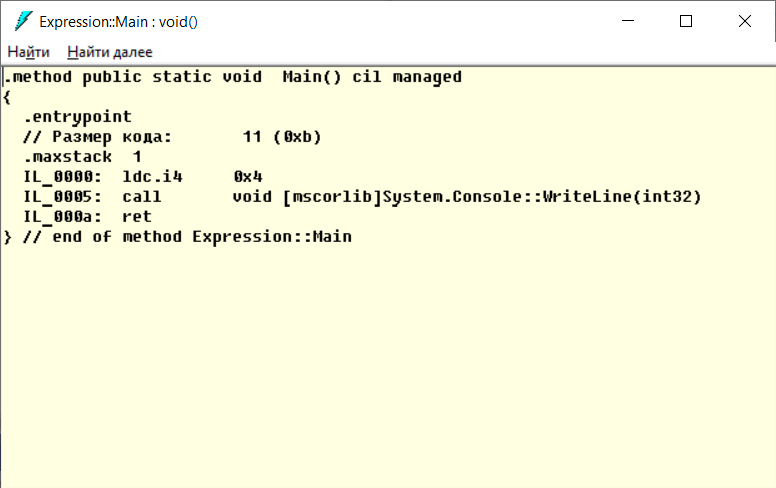 Expression::Main : void()
Найти Найти далее
.method public static void  Main() cil managed
{
  .entrypoint
  // Размер кода:       11 (0xb)
  .maxstack  1
  IL_0000:  ldc.i4     0x4
  IL_0005:  call       void [mscorlib]System.Console::WriteLine(int32)
  IL_000a:  ret
} // end of method Expression::Main